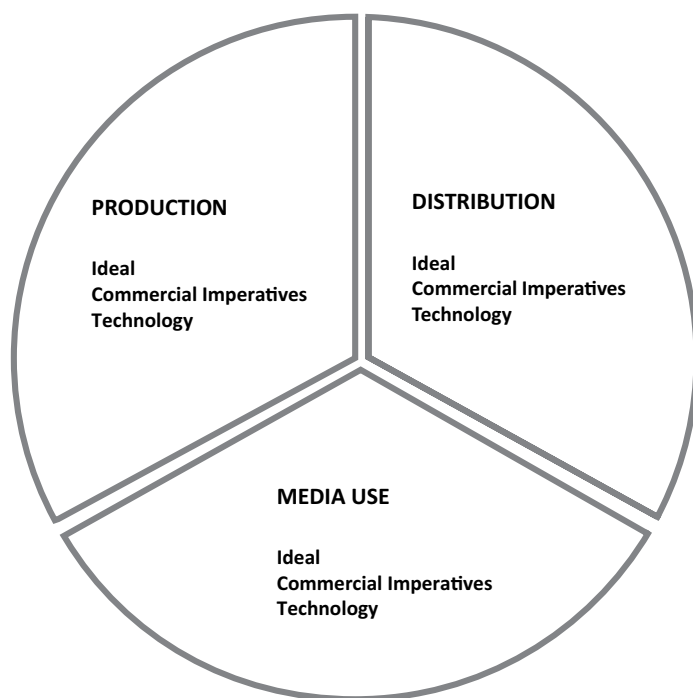 PRODUCTION
Ideal
Commercial Imperatives
Technology
DISTRIBUTION
Ideal
Commercial Imperatives
Technology
MEDIA USE
Ideal
Commercial Imperatives
Technology